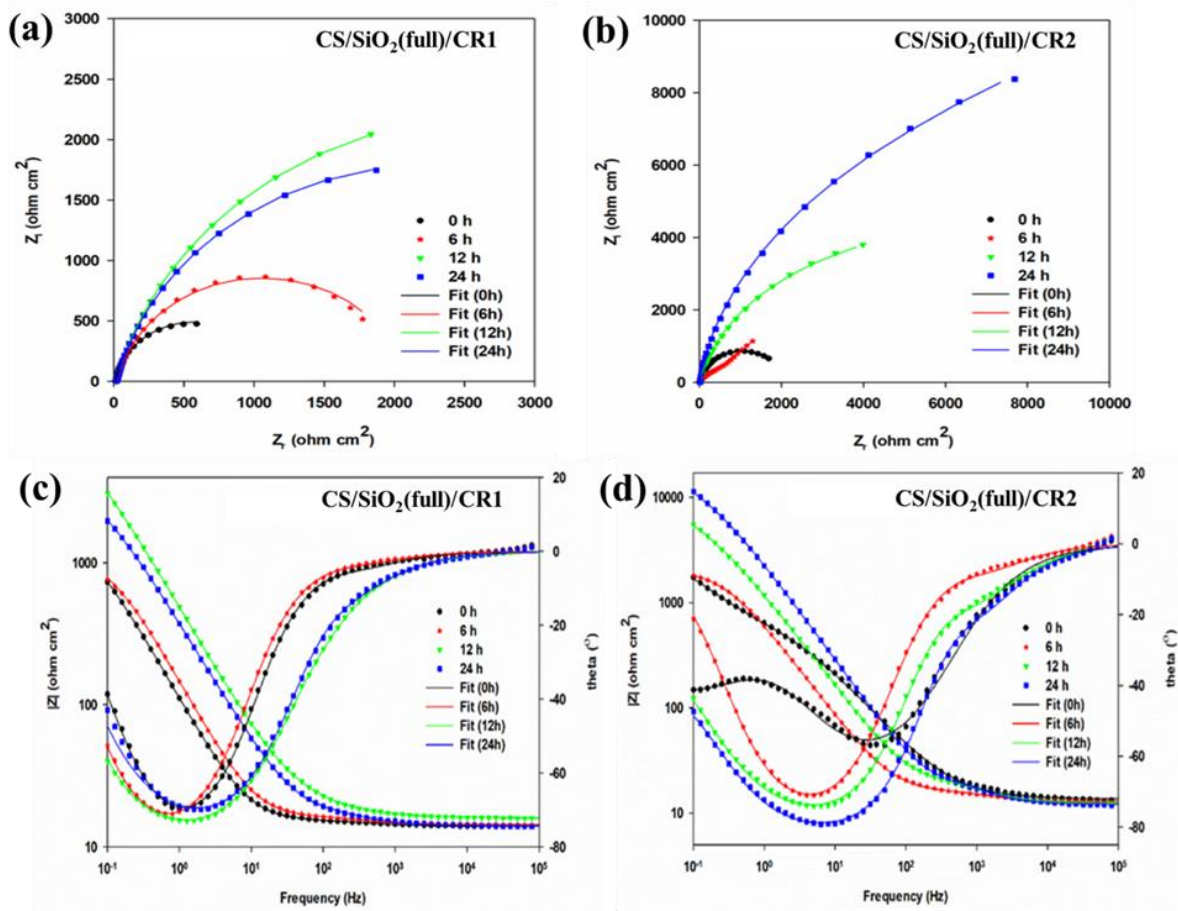 (a)
CS/SiO2(full)/CR1
3000
2500
2000
1500
1000
500
0
Zi (ohm cm2)
0 500 1000 1500 2000 2500 3000
Zr (ohm cm2)
0 h
6 h
12 h
24 h
Fit (0h)
Fit (6h)
Fit (12h)
Fit (24h)
(b)
CS/SiO2(full)/CR2
10000
8000
6000
4000
2000
0
Zi (ohm cm2)
0 2000 4000 6000 8000 10000
Zr (ohm cm2)
0 h
6 h
12 h
24 h
Fit (0h)
Fit (6h)
Fit (12h)
Fit (24h)
(c)
CS/SiO2(full)/CR1
1000
100
10
|Z| (ohm cm2)
20
0
-20
-40
-60
-80
theta (°)
10-1 100 101 102 103 104 105
Frequency (Hz)
0 h
6 h
12 h
24 h
Fit (0h)
Fit (6h)
Fit (12h)
Fit (24h)
(d)
CS/SiO2(full)/CR2
10000
1000
100
10
|Z| (ohm cm2)
20
0
-20
-40
-60
-80
theta (°)
10-1 100 101 102 103 104 105
Frequency (Hz)
0 h
6 h
12 h
24 h
Fit (0h)
Fit (6h)
Fit (12h)
Fit (24h)